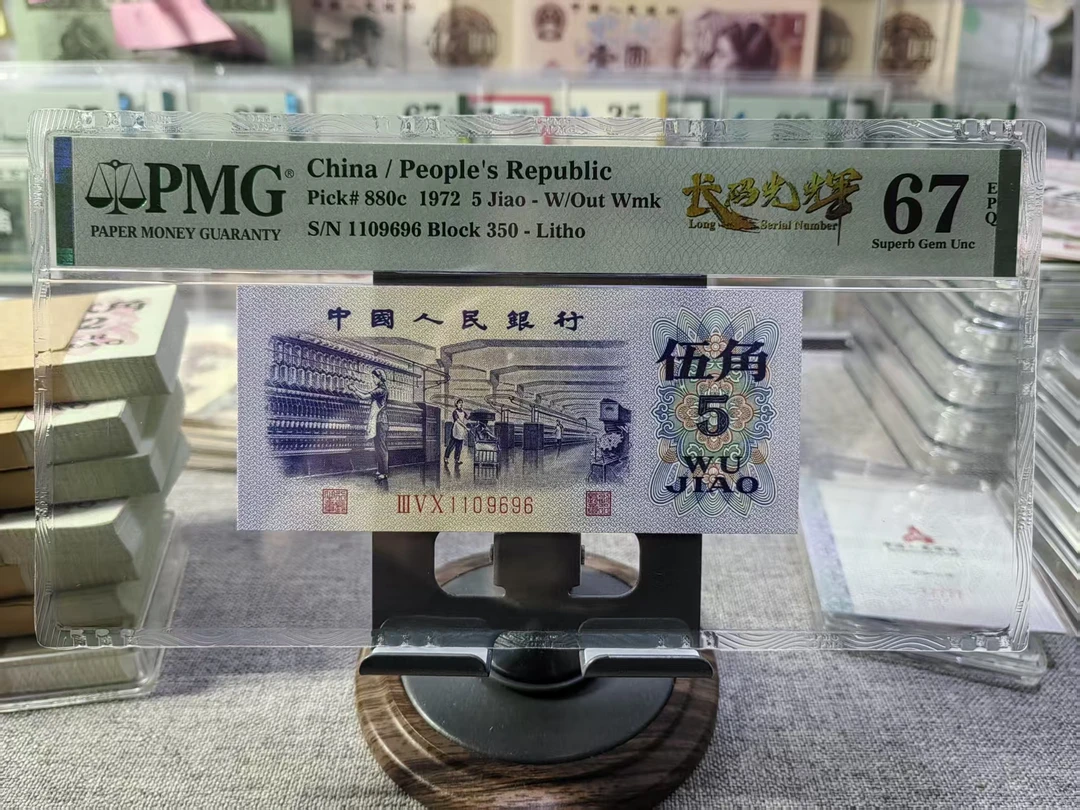 PMG®
PAPER MONEY GUARANTY
China / People's Republic
Pick# 880c 1972 5 Jiao - W/Out Wmk
S/N 1109696 Block 350 - Litho
长码光辉
Long Serial Number
67
Superb Gem Unc
E
P
Q
中國人民銀行
伍角
5
WU
JIAO
ⅢⅤⅩ1109696